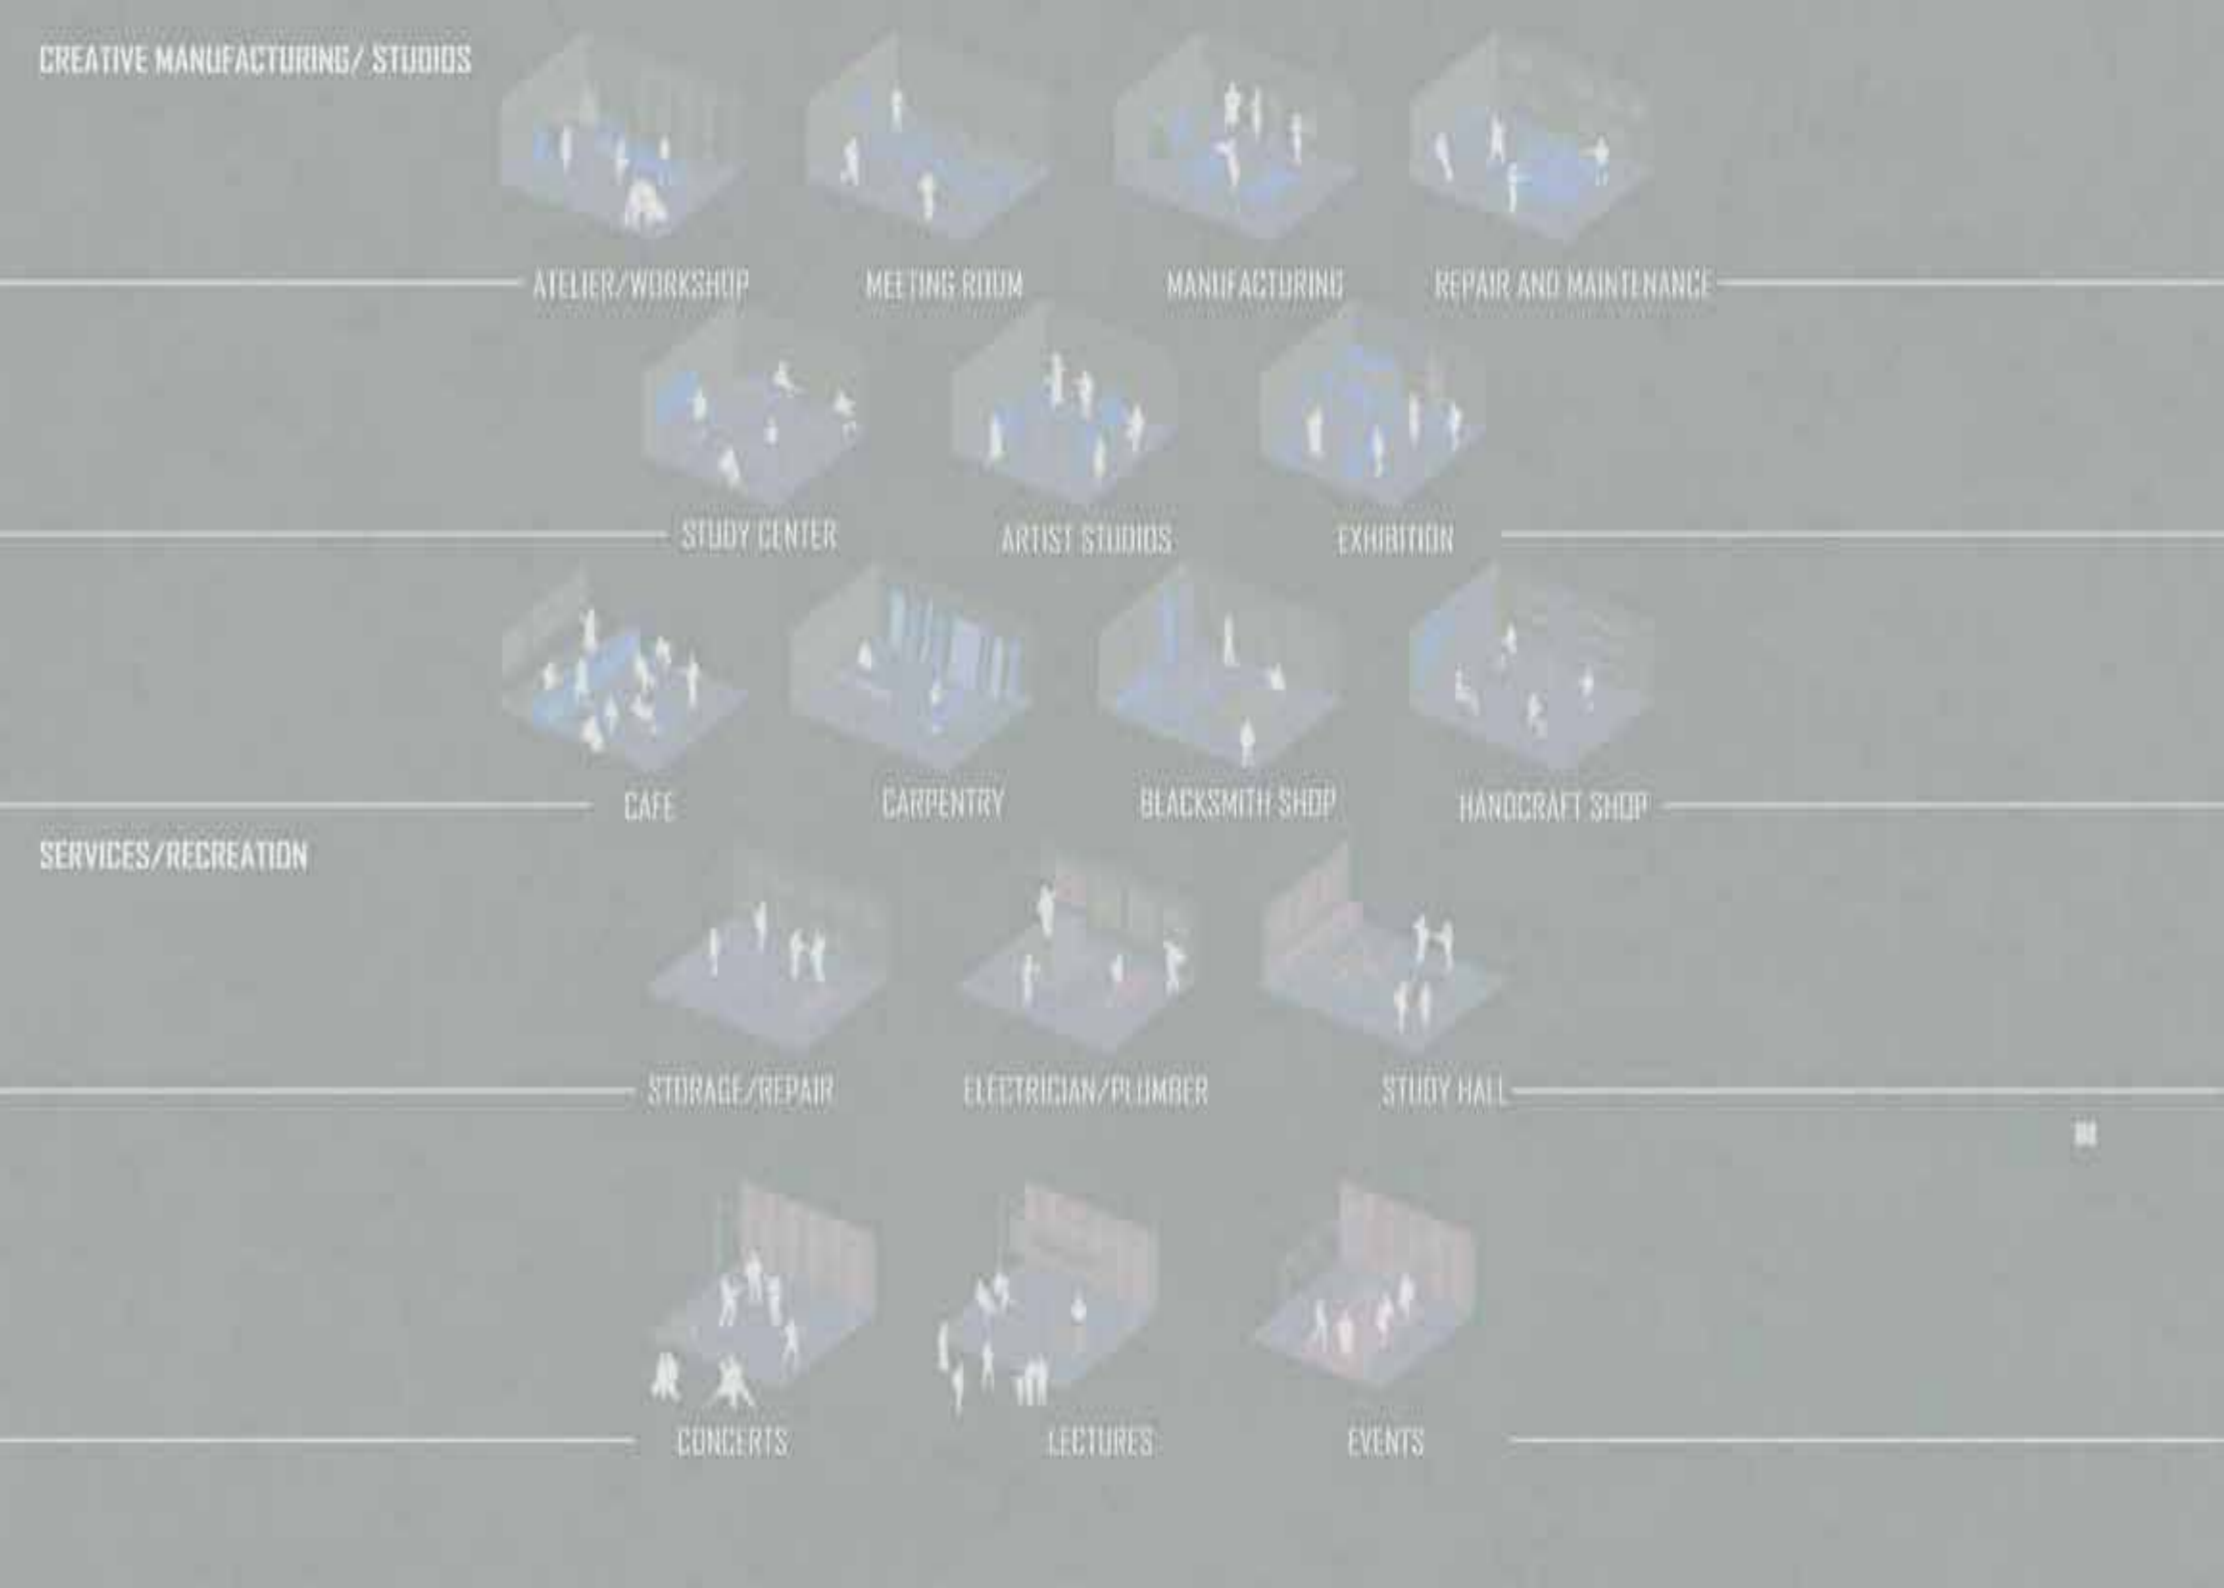 CREATIVE MANUFACTURING/ STUDIOS
ATELIER/WORKSHOP MEETING ROOM MANUFACTURING REPAIR AND MAINTENANCE
STUDY CENTER ARTIST STUDIOS EXHIBITION
CAFE CARPENTRY BLACKSMITH SHOP HANDCRAFT SHOP
SERVICES/RECREATION
STORAGE/REPAIR ELECTRICIAN/PLUMBER STUDY HALL
CONCERTS LECTURES EVENTS